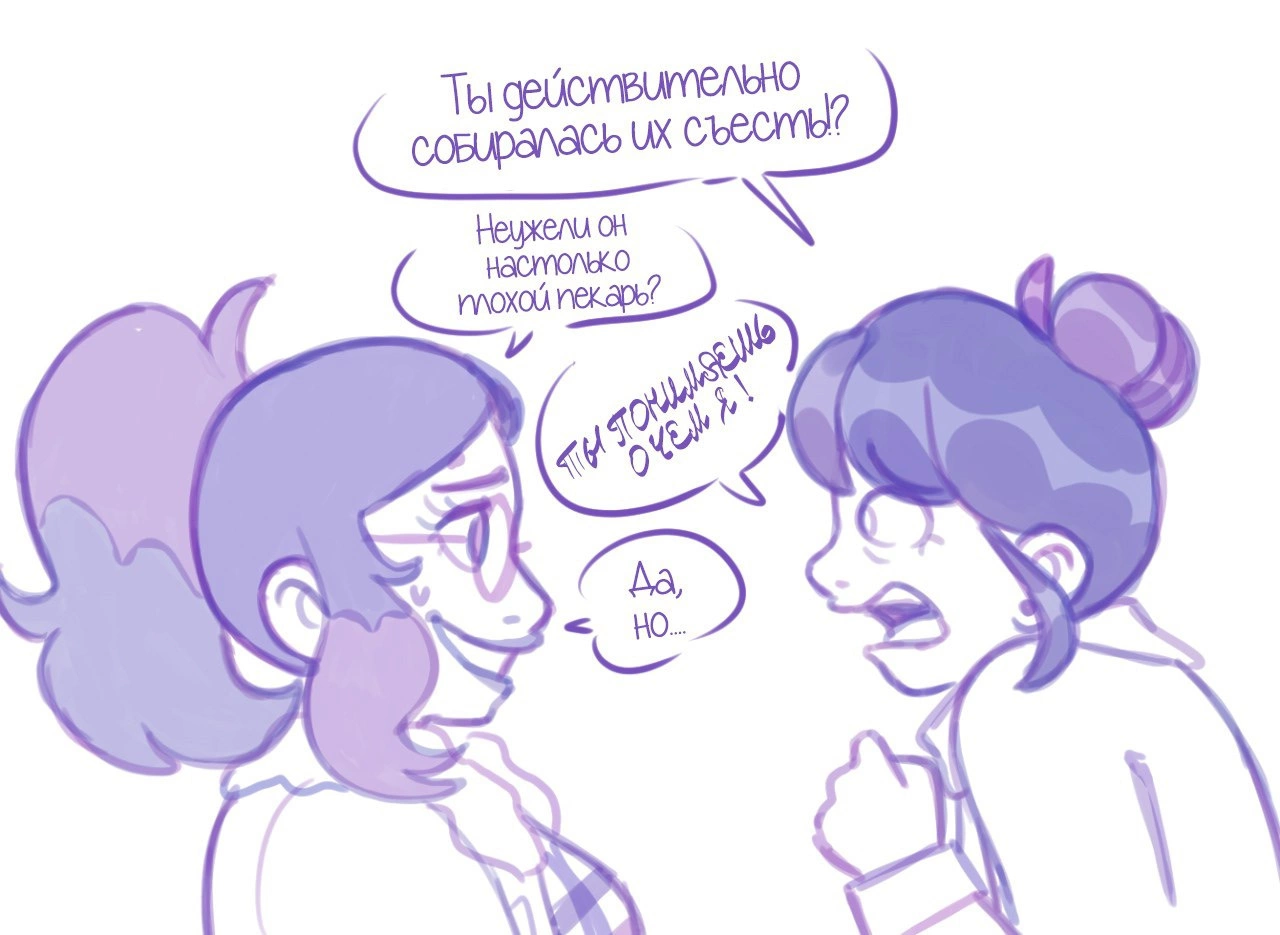 Ты действительно
собиралась их съесть!?
Неужели он
настолько
плохой пекарь?
ТЫ ПОНИМАЕШЬ
О ЧЕМ Я!
Да,
но....